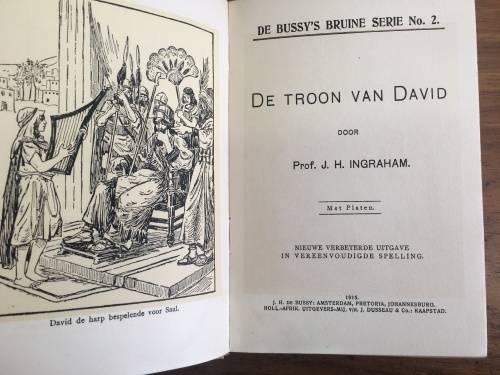 David de harp bespelende voor Saul.
DE BUSSY'S BRUINE SERIE No. 2.
DE TROON VAN DAVID
DOOR
Prof. J. H. INGRAHAM.
Met Platen.
NIEUWE VERBETERDE UITGAVE
IN VEREENVOUDIGDE SPELLING.
1915.
J. H. DE BUSSY: AMSTERDAM, PRETORIA, JOHANNESBURG.
HOLL.-AFRIK. UITGEVERS-MIJ. v/h J. DUSSEAU & Co.: KAAPSTAD.